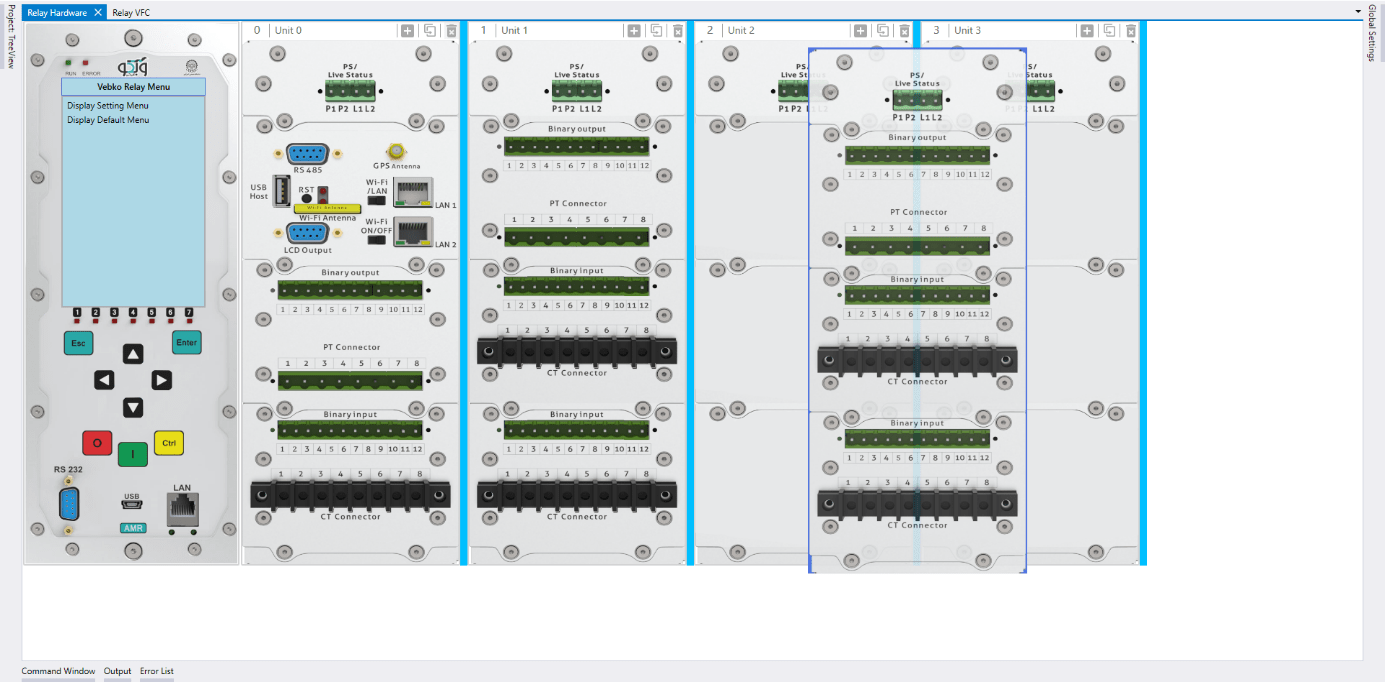 Relay Hardware ✕ Relay VFC
Project: TreeView
Global Settings
RUN ERROR
Vebko Relay Menu
Display Setting Menu
Display Default Menu
1 2 3 4 5 6 7
Esc Enter
O I Ctrl
RS 232
USB
LAN
AMR
0 Unit 0
PS/
Live Status
P1 P2 L1 L2
RS 485
GPS Antenna
USB
Host
RST
Wi-Fi
/LAN
LAN 1
Wi-Fi Antenna
Wi-Fi Antenna
Wi-Fi
ON/OFF
LAN 2
LCD Output
Binary output
1 2 3 4 5 6 7 8 9 10 11 12
PT Connector
1 2 3 4 5 6 7 8
Binary input
1 2 3 4 5 6 7 8 9 10 11 12
1 2 3 4 5 6 7 8
CT Connector
1 Unit 1
PS/
Live Status
P1 P2 L1 L2
Binary output
1 2 3 4 5 6 7 8 9 10 11 12
PT Connector
1 2 3 4 5 6 7 8
Binary input
1 2 3 4 5 6 7 8 9 10 11 12
1 2 3 4 5 6 7 8
CT Connector
Binary input
1 2 3 4 5 6 7 8 9 10 11 12
1 2 3 4 5 6 7 8
CT Connector
2 Unit 2
PS/
Live Sta
P1 P2
3 Unit 3
L1 L2
PS/
Live Status
P1 P2 L1 L2
Binary output
1 2 3 4 5 6 7 8 9 10 11 12
PT Connector
1 2 3 4 5 6 7 8
Binary input
1 2 3 4 5 6 7 8 9 10 11 12
1 2 3 4 5 6 7 8
CT Connector
Binary input
1 2 3 4 5 6 7 8 9 10 11 12
1 2 3 4 5 6 7 8
CT Connector
Command Window Output Error List